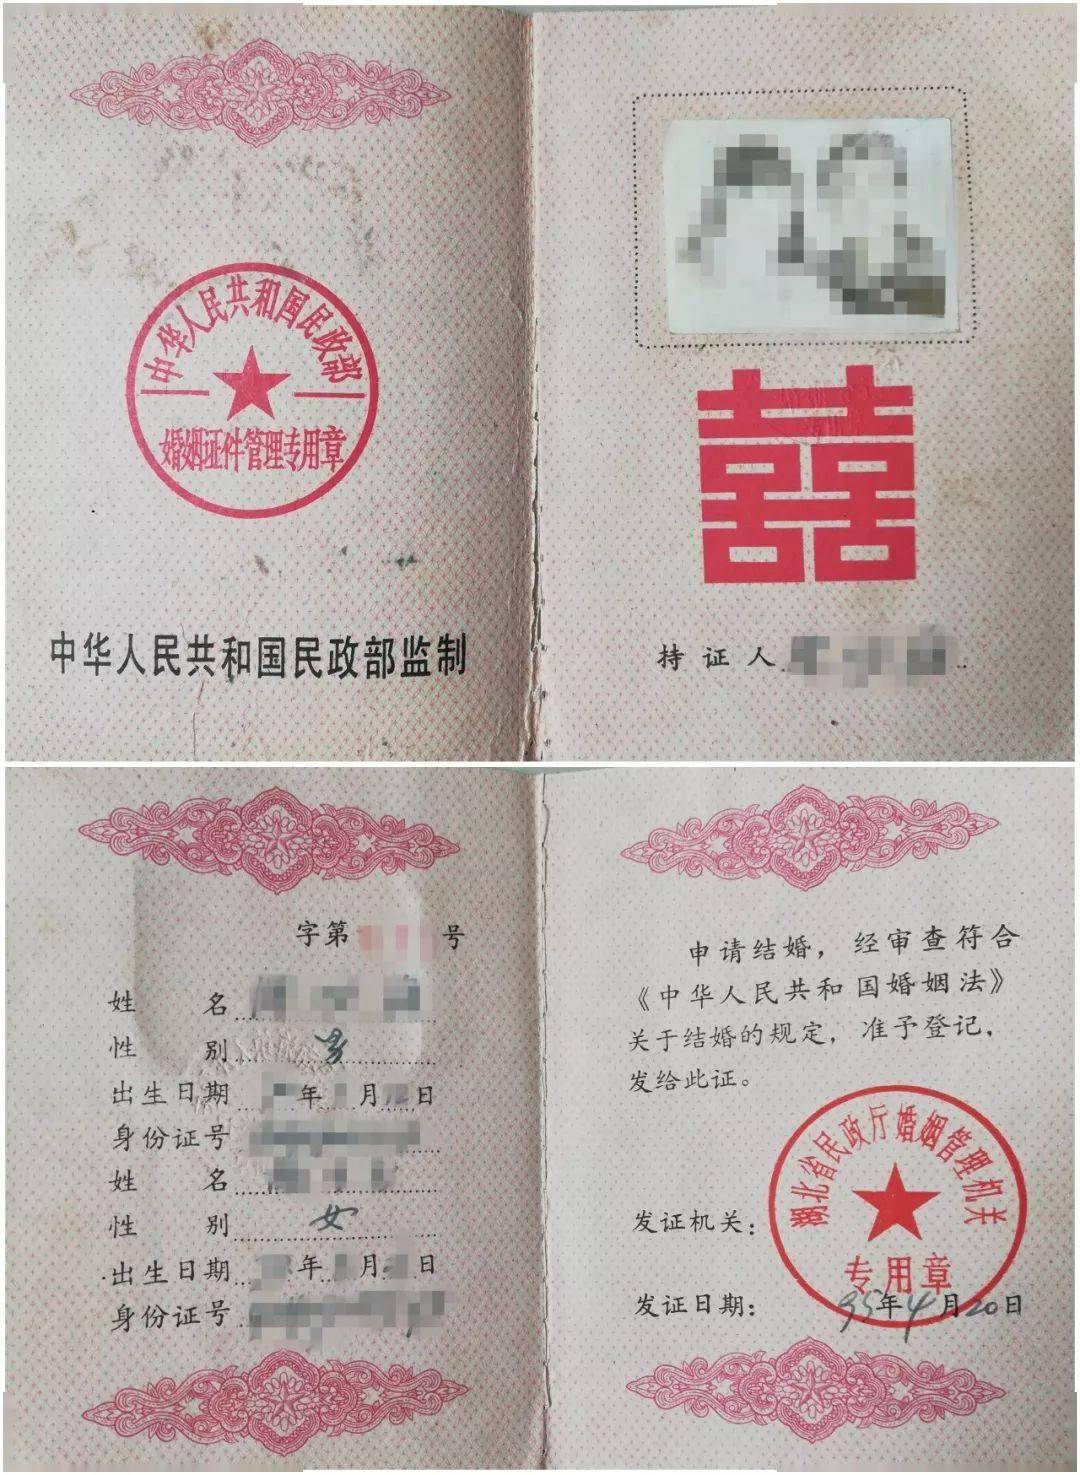 中华人民共和国民政部
婚姻证件管理专用章
中华人民共和国民政部监制
囍
持证人
字第 号
姓名
性别 男
出生日期 年 月 日
身份证号
姓名
性别 女
出生日期 年 月 日
身份证号
申请结婚，经审查符合
《中华人民共和国婚姻法》
关于结婚的规定，准予登记，
发给此证。
湖北省民政厅婚姻管理机关
专用章
发证机关：
发证日期：95年4月20日